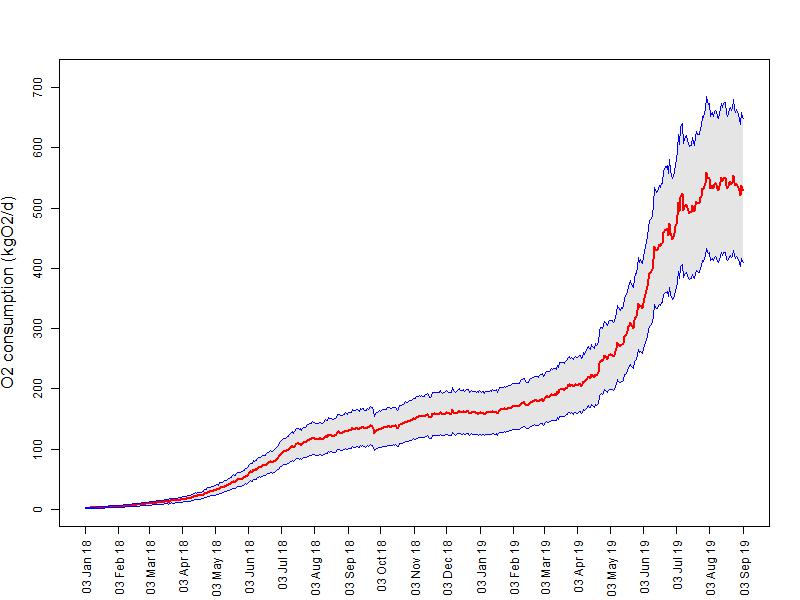 O2 consumption (kgO2/d)
700
600
500
400
300
200
100
0
03 Jan 18
03 Feb 18
03 Mar 18
03 Apr 18
03 May 18
03 Jun 18
03 Jul 18
03 Aug 18
03 Sep 18
03 Oct 18
03 Nov 18
03 Dec 18
03 Jan 19
03 Feb 19
03 Mar 19
03 Apr 19
03 May 19
03 Jun 19
03 Jul 19
03 Aug 19
03 Sep 19